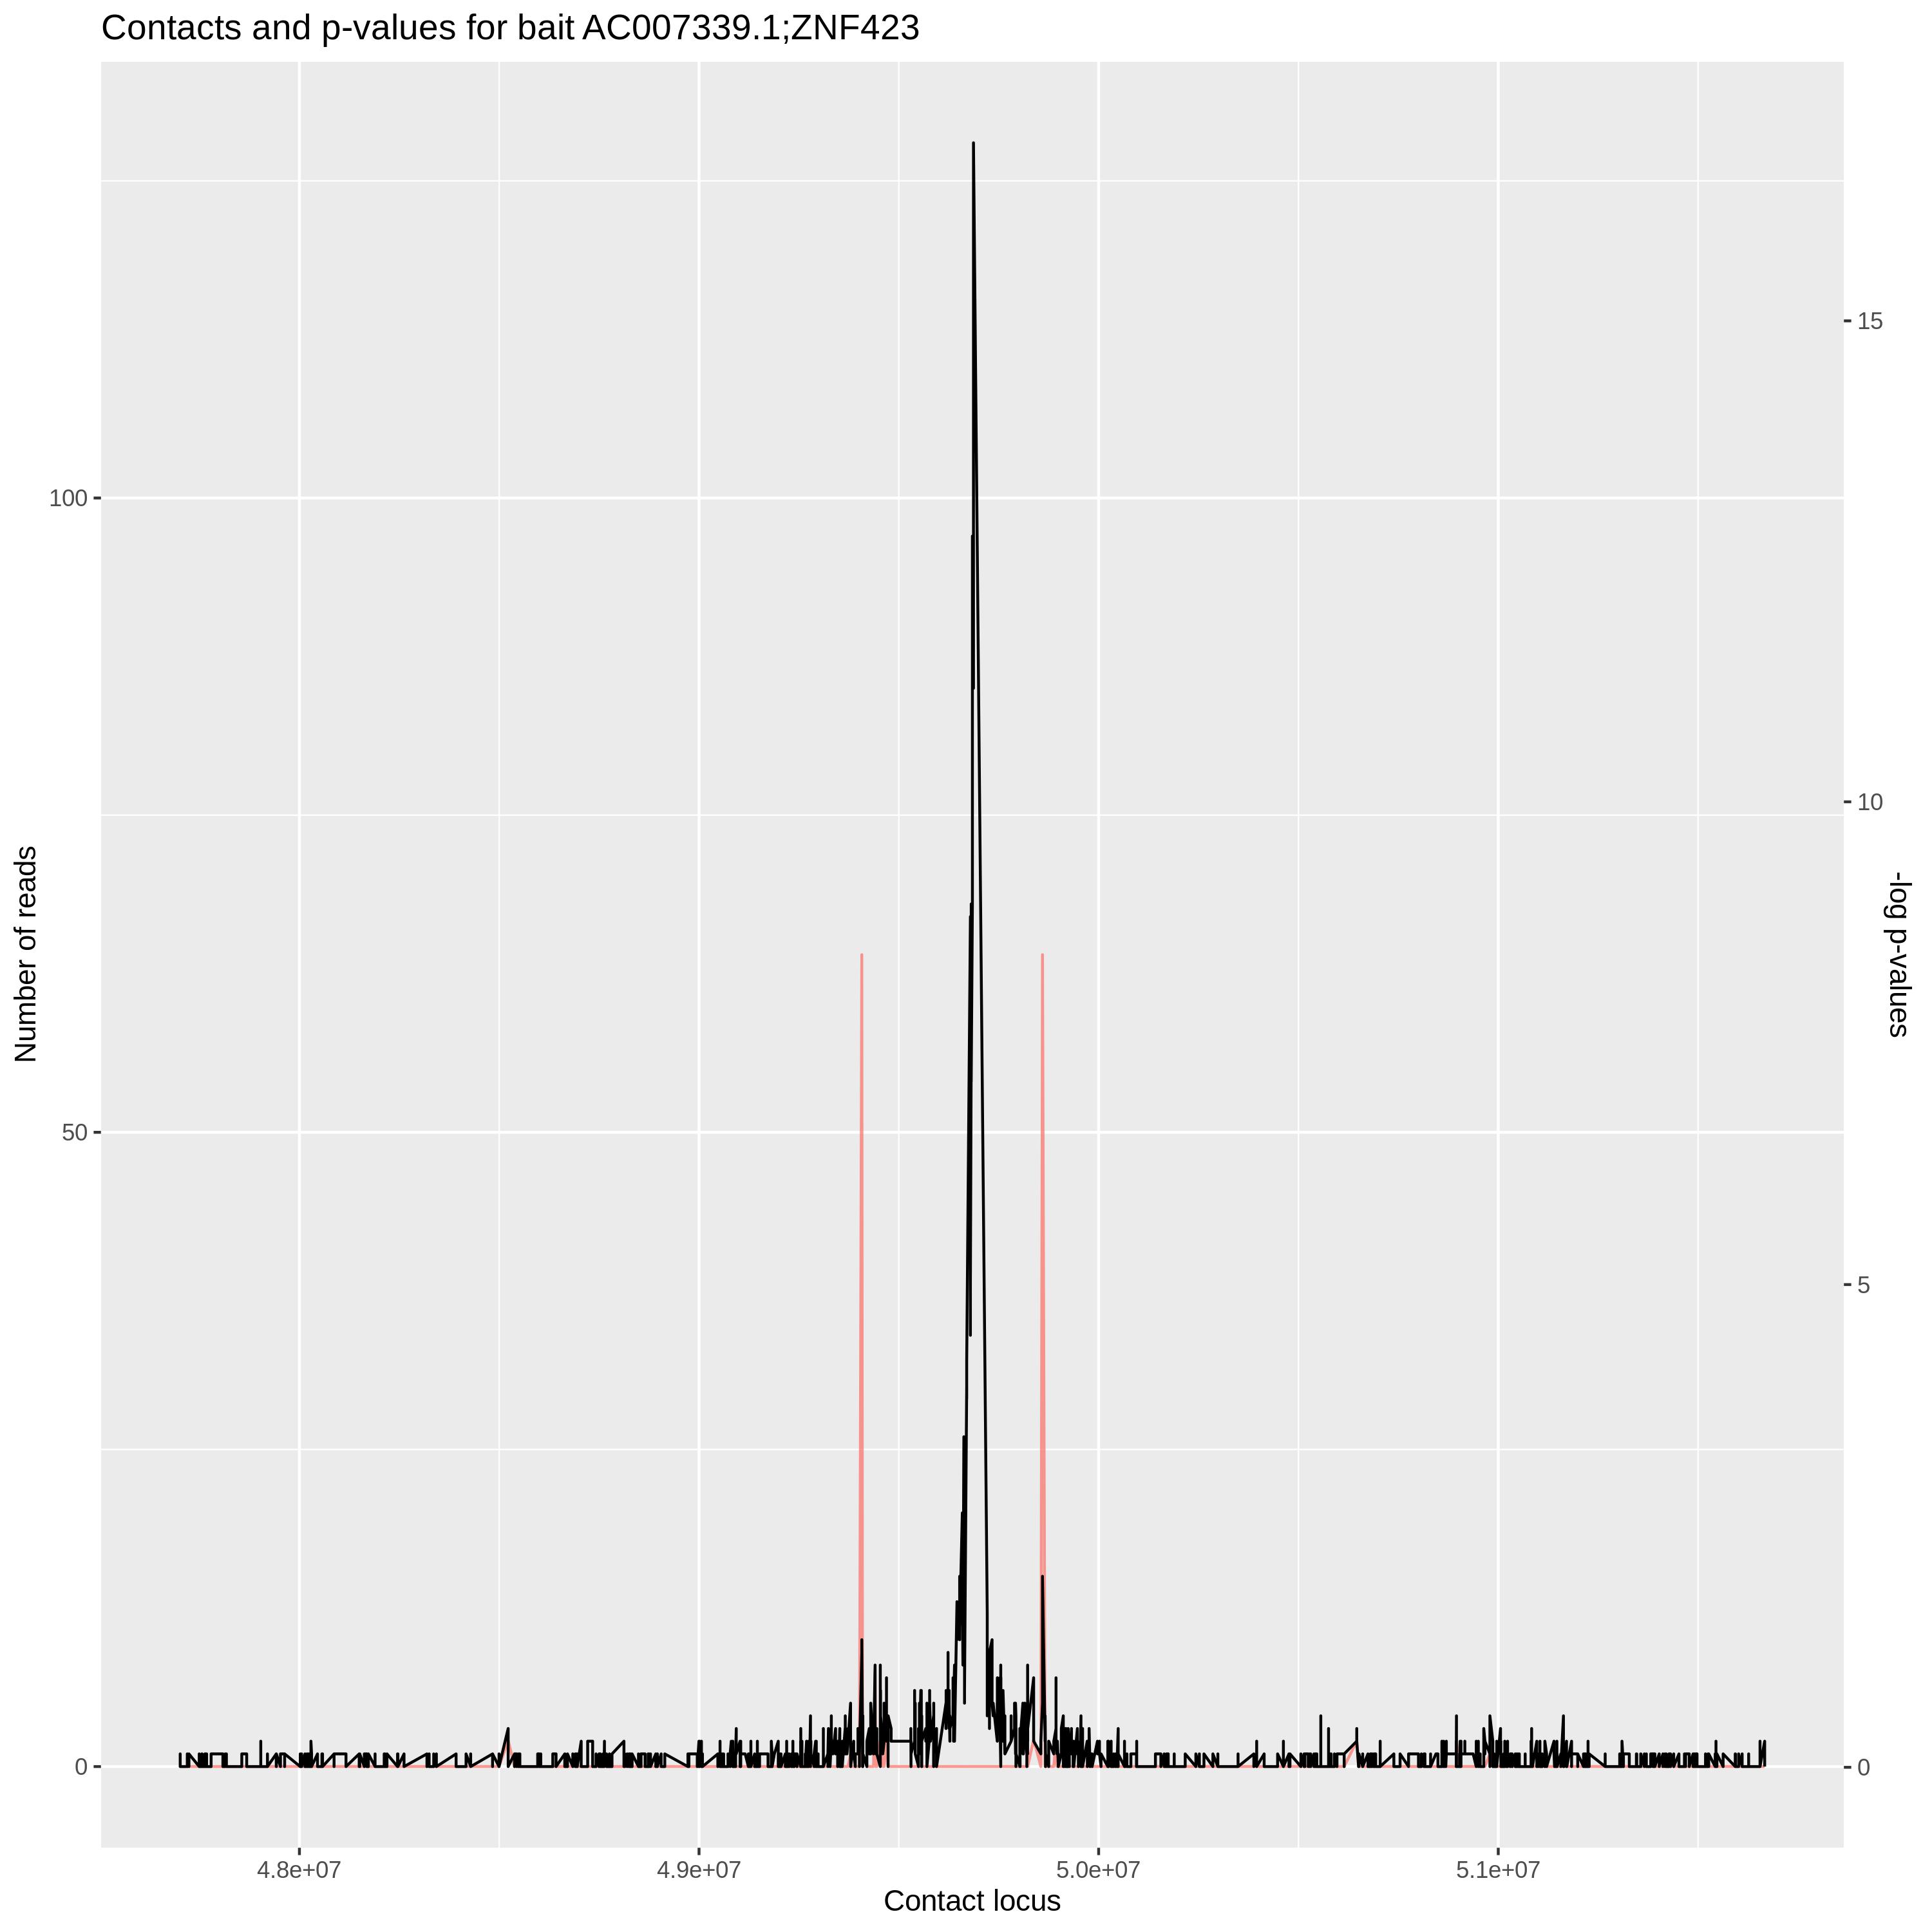 Contacts and p-values for bait AC007339.1;ZNF423
Number of reads
100
50
0
15
10
5
0
-log p-values
4.8e+07 4.9e+07 5.0e+07 5.1e+07
Contact locus